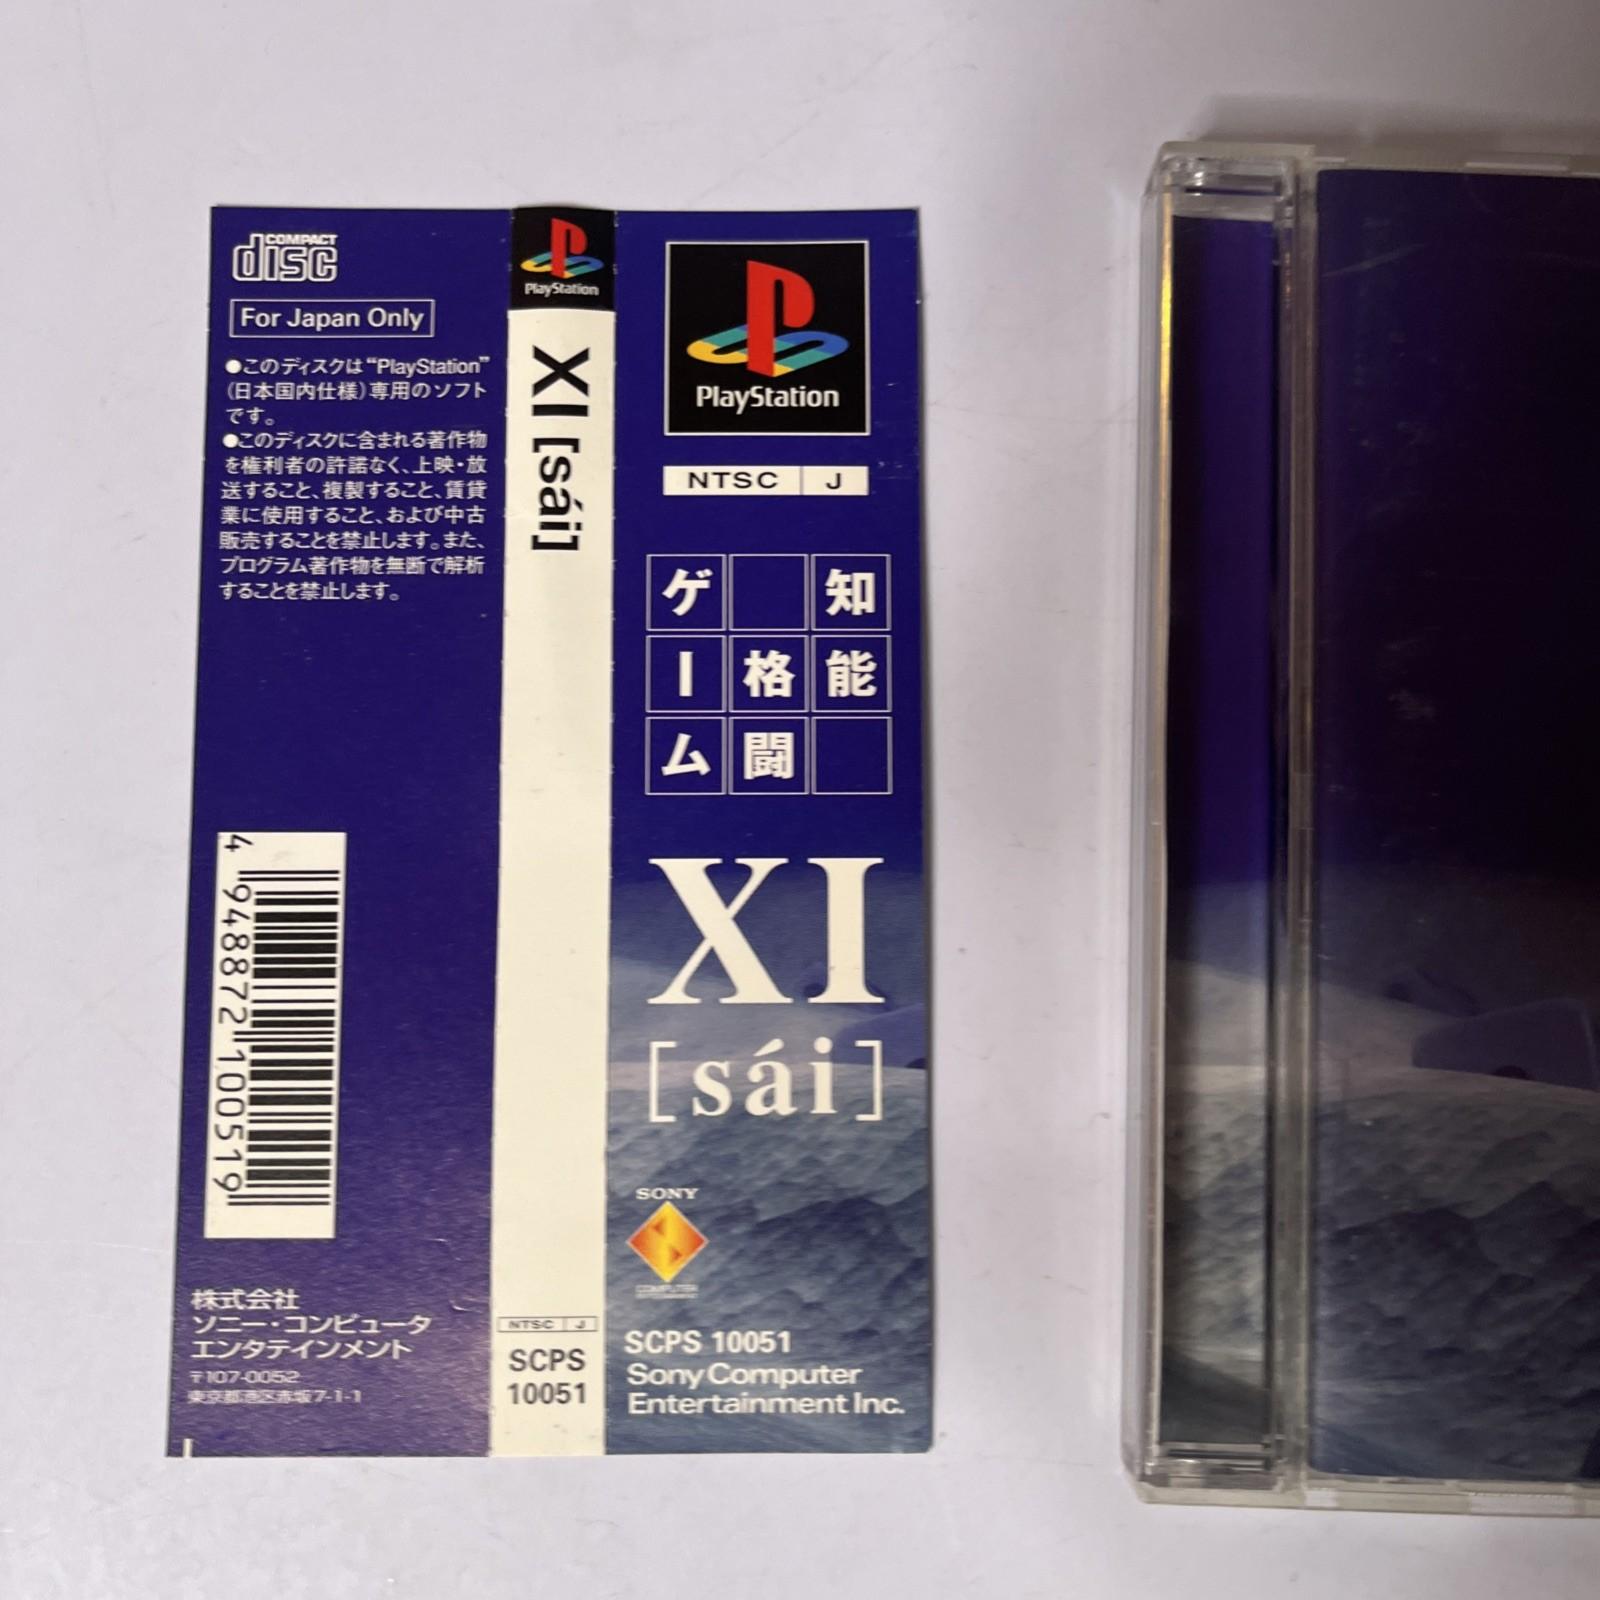 COMPACT
disc
For Japan Only
●このディスクは“PlayStation”
(日本国内仕様)専用のソフト
です。
●このディスクに含まれる著作物
を権利者の許諾なく、上映・放
送すること、複製すること、賃貸
業に使用すること、および中古
販売することを禁止します。また、
プログラム著作物を無断で解析
することを禁止します。
4 948872 100519
株式会社
ソニー・コンピュータ
エンタテインメント
〒107-0052
東京都港区赤坂7-1-1
PlayStation
XI [sái]
NTSC J
SCPS
10051
PlayStation
NTSC J
知能
格闘
ゲーム
XI
[sái]
SONY
COMPUTER
ENTERTAINMENT
SCPS 10051
Sony Computer
Entertainment Inc.